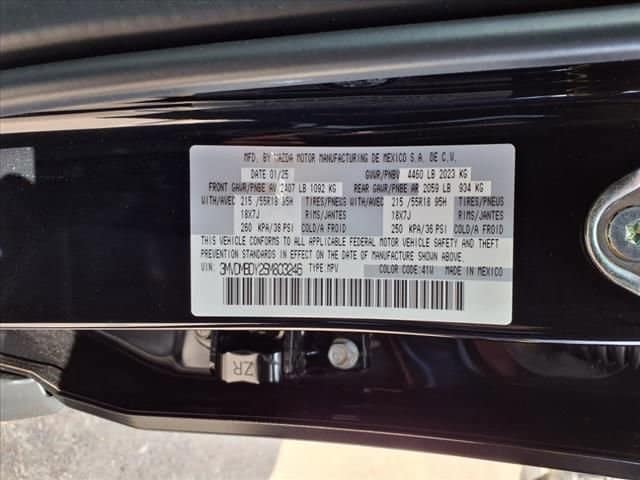 MFD. BY MAZDA MOTOR MANUFACTURING DE MEXICO S.A. DE C.V.
DATE 01/25 GVWR/PNBV 4460 LB 2023 KG
FRONT GAWR/PNBE AV 2407 LB 1092 KG REAR GAWR/PNBE AR 2059 LB 934 KG
WITH/AVEC 215 /55R18 95H TIRES/PNEUS WITH/AVEC 215 /55R18 95H TIRES/PNEUS
18X7J RIMS/JANTES 18X7J RIMS/JANTES
250 KPA/36 PSI COLD/A FROID 250 KPA/36 PSI COLD/A FROID
THIS VEHICLE CONFORMS TO ALL APPLICABLE FEDERAL MOTOR VEHICLE SAFETY AND THEFT
PREVENTION STANDARDS IN EFFECT ON THE DATE OF MANUFACTURE SHOWN ABOVE.
VIN: 3MVDMBDY2SM803246 TYPE:MPV COLOR CODE:41W MADE IN MEXICO
ZR